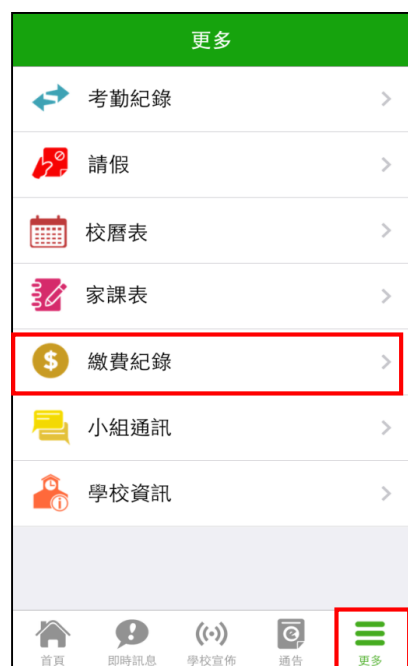 更多
考勤紀錄
請假
校曆表
家課表
繳費紀錄
小組通訊
學校資訊
首頁 即時訊息 學校宣佈 通告 更多